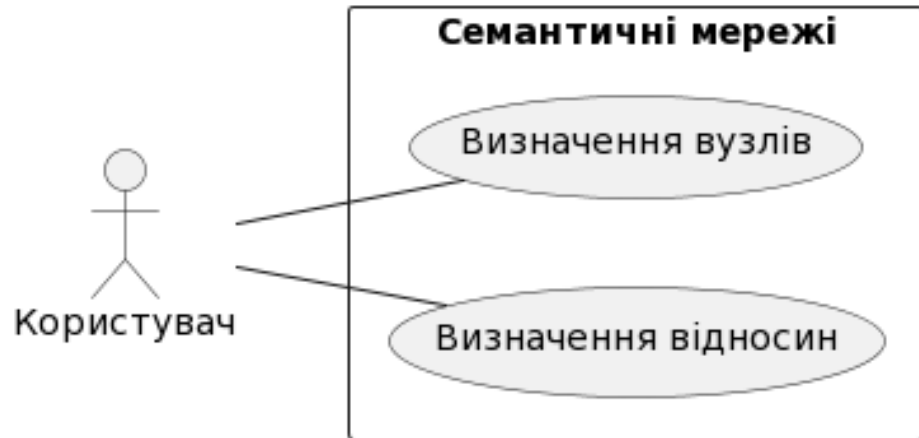 Семантичні мережі
Визначення вузлів
Користувач
Визначення відносин